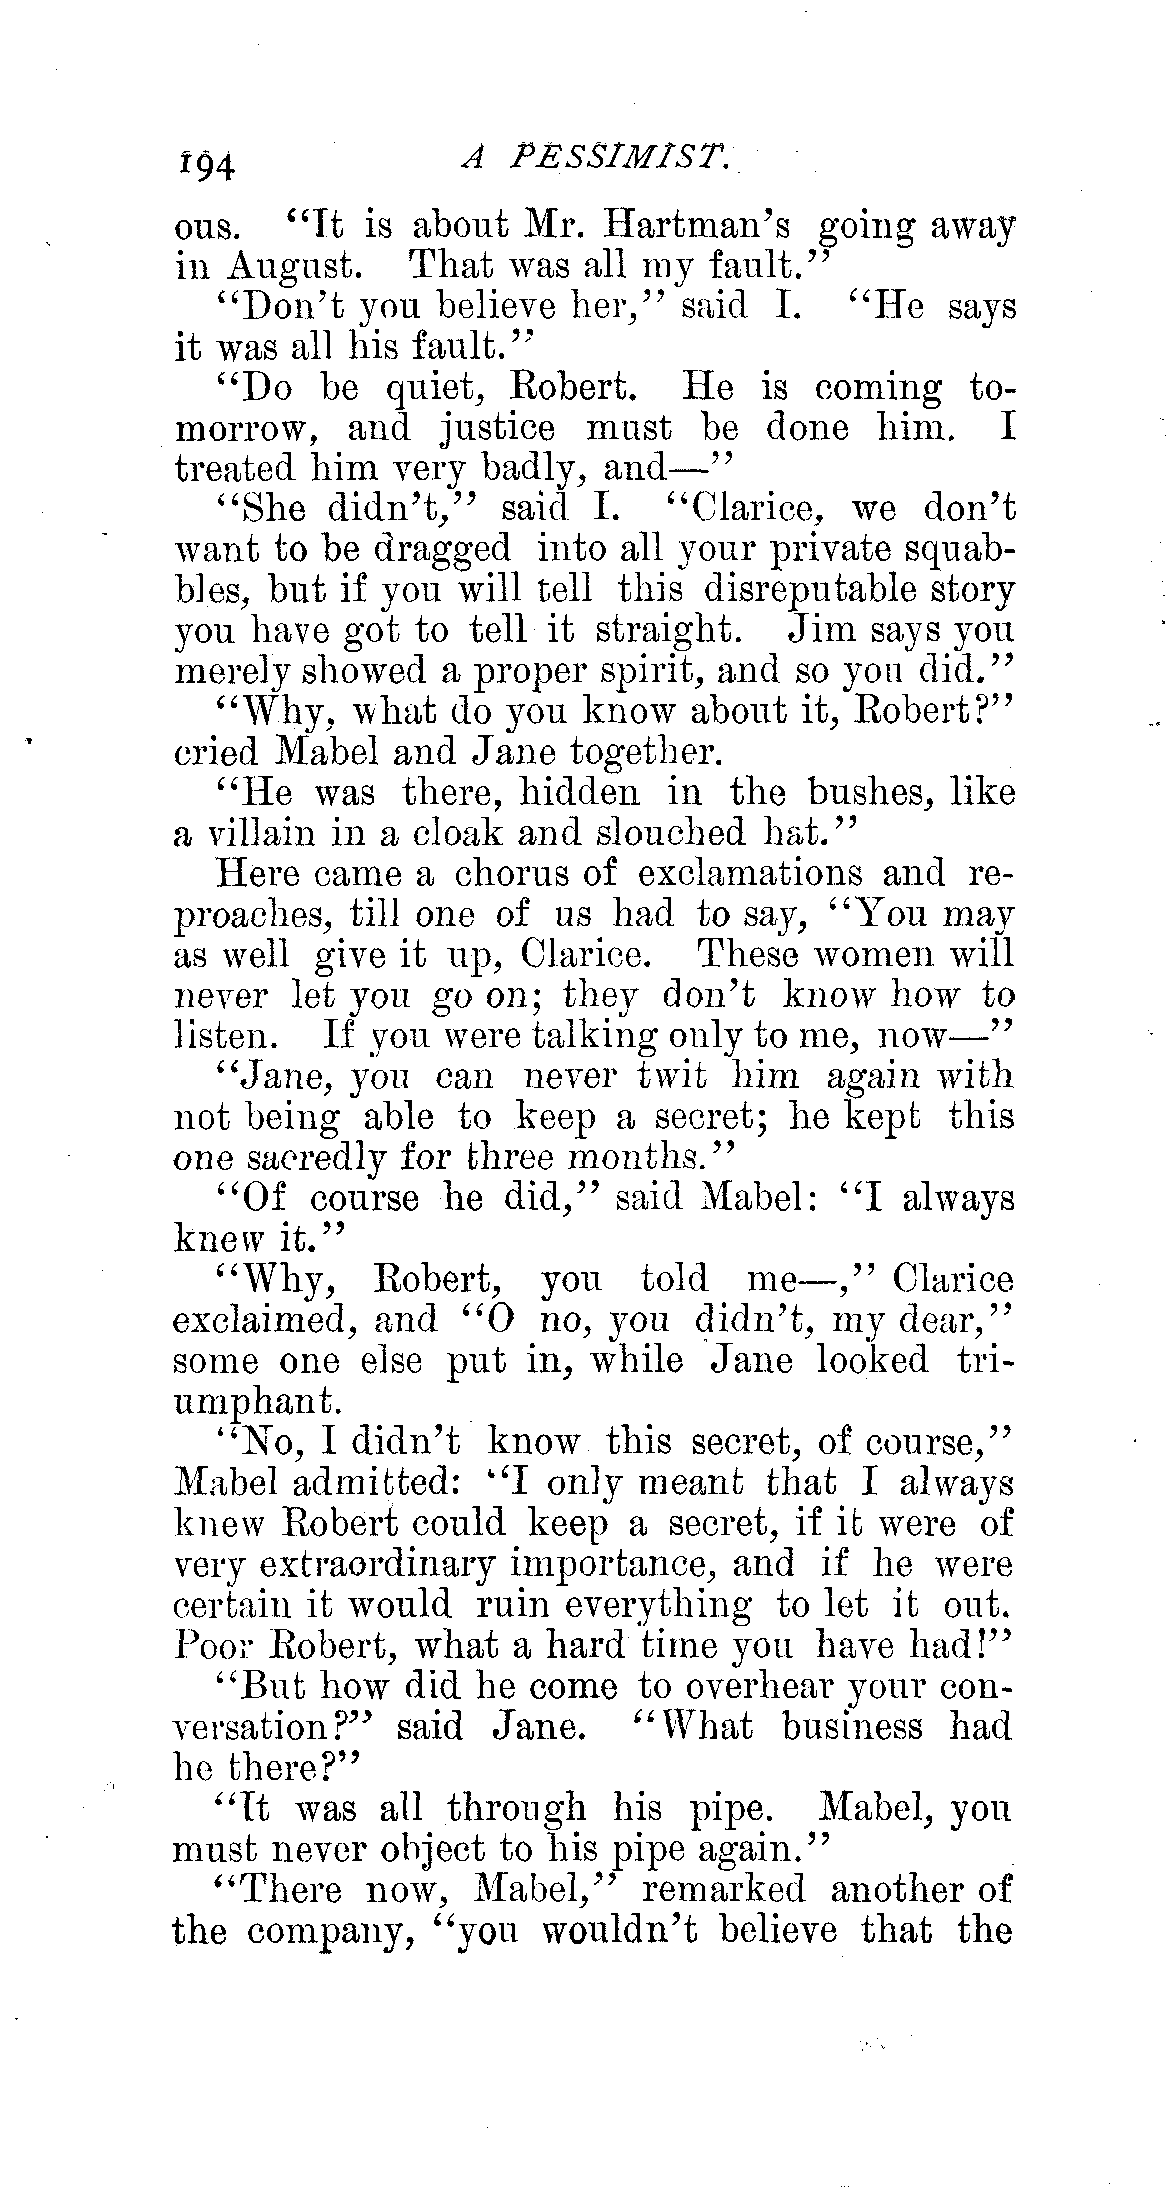 194 A PESSIMIST.
ous. "It is about Mr. Hartman's going away
in August. That was all my fault."
"Don't you believe her," said I. "He says
it was all his fault."
"Do be quiet, Robert. He is coming to-
morrow, and justice must be done him. I
treated him very badly, and—"
"She didn't," said I. "Clarice, we don't
want to be dragged into all your private squab-
bles, but if you will tell this disreputable story
you have got to tell it straight. Jim says you
merely showed a proper spirit, and so you did."
"Why, what do you know about it, Robert?"
cried Mabel and Jane together.
"He was there, hidden in the bushes, like
a villain in a cloak and slouched hat."
Here came a chorus of exclamations and re-
proaches, till one of us had to say, "You may
as well give it up, Clarice. These women will
never let you go on; they don't know how to
listen. If you were talking only to me, now—"
"Jane, you can never twit him again with
not being able to keep a secret; he kept this
one sacredly for three months."
"Of course he did," said Mabel: "I always
knew it."
"Why, Robert, you told me—," Clarice
exclaimed, and "O no, you didn't, my dear,"
some one else put in, while Jane looked tri-
umphant.
"No, I didn't know this secret, of course,"
Mabel admitted: "I only meant that I always
knew Robert could keep a secret, if it were of
very extraordinary importance, and if he were
certain it would ruin everything to let it out.
Poor Robert, what a hard time you have had!"
"But how did he come to overhear your con-
versation?" said Jane. "What business had
he there?"
"It was all through his pipe. Mabel, you
must never object to his pipe again."
"There now, Mabel," remarked another of
the company, "you wouldn't believe that the